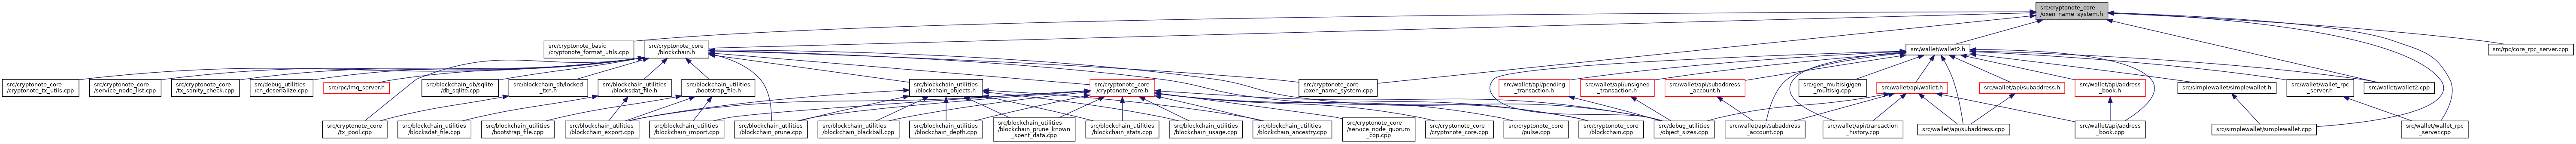 src/cryptonote_core
/oxen_name_system.h
src/cryptonote_basic
/cryptonote_format_utils.cpp
src/cryptonote_core
/blockchain.h
src/wallet/wallet2.h
src/rpc/core_rpc_server.cpp
src/cryptonote_core
/cryptonote_tx_utils.cpp
src/cryptonote_core
/service_node_list.cpp
src/cryptonote_core
/tx_sanity_check.cpp
src/debug_utilities
/cn_deserialize.cpp
src/rpc/lmq_server.h
src/blockchain_db/sqlite
/db_sqlite.cpp
src/blockchain_db/locked
_txn.h
src/blockchain_utilities
/blocksdat_file.h
src/blockchain_utilities
/bootstrap_file.h
src/blockchain_utilities
/blockchain_objects.h
src/cryptonote_core
/cryptonote_core.h
src/cryptonote_core
/oxen_name_system.cpp
src/wallet/api/pending
_transaction.h
src/wallet/api/unsigned
_transaction.h
src/wallet/api/subaddress
_account.h
src/gen_multisig/gen
_multisig.cpp
src/wallet/api/wallet.h
src/wallet/api/subaddress.h
src/wallet/api/address
_book.h
src/simplewallet/simplewallet.h
src/wallet/wallet_rpc
_server.h
src/wallet/wallet2.cpp
src/cryptonote_core
/tx_pool.cpp
src/blockchain_utilities
/blocksdat_file.cpp
src/blockchain_utilities
/bootstrap_file.cpp
src/blockchain_utilities
/blockchain_export.cpp
src/blockchain_utilities
/blockchain_import.cpp
src/blockchain_utilities
/blockchain_prune.cpp
src/blockchain_utilities
/blockchain_blackball.cpp
src/blockchain_utilities
/blockchain_depth.cpp
src/blockchain_utilities
/blockchain_prune_known
_spent_data.cpp
src/blockchain_utilities
/blockchain_stats.cpp
src/blockchain_utilities
/blockchain_usage.cpp
src/blockchain_utilities
/blockchain_ancestry.cpp
src/cryptonote_core
/service_node_quorum
_cop.cpp
src/cryptonote_core
/cryptonote_core.cpp
src/cryptonote_core
/pulse.cpp
src/cryptonote_core
/blockchain.cpp
src/debug_utilities
/object_sizes.cpp
src/wallet/api/subaddress
_account.cpp
src/wallet/api/transaction
_history.cpp
src/wallet/api/subaddress.cpp
src/wallet/api/address
_book.cpp
src/simplewallet/simplewallet.cpp
src/wallet/wallet_rpc
_server.cpp